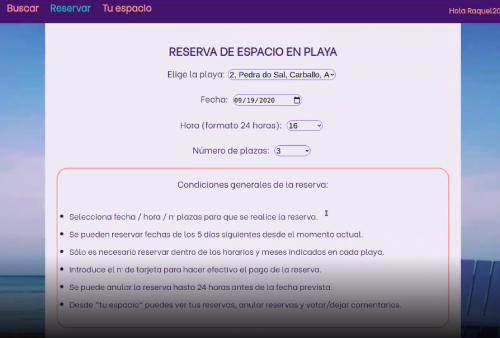 Buscar Reservar Tu espacio Hola Raquel20
RESERVA DE ESPACIO EN PLAYA
Elige la playa: 2, Pedra do Sal, Carballo, A
Fecha: 09/19/2020
Hora (formato 24 horas): 16
Número de plazas: 3
Condiciones generales de la reserva:
Selecciona fecha / hora / nº plazas para que se realice la reserva.
Se pueden reservar fechas de los 5 días siguientes desde el momento actual.
Sólo es necesario reservar dentro de los horarios y meses indicados en cada playa.
Introduce el nº de tarjeta para hacer efectivo el pago de la reserva.
Se puede anular la reserva hasta 24 horas antes de la fecha prevista.
Desde "tu espacio" puedes ver tus reservas, anular reservas y votar/dejar comentarios.